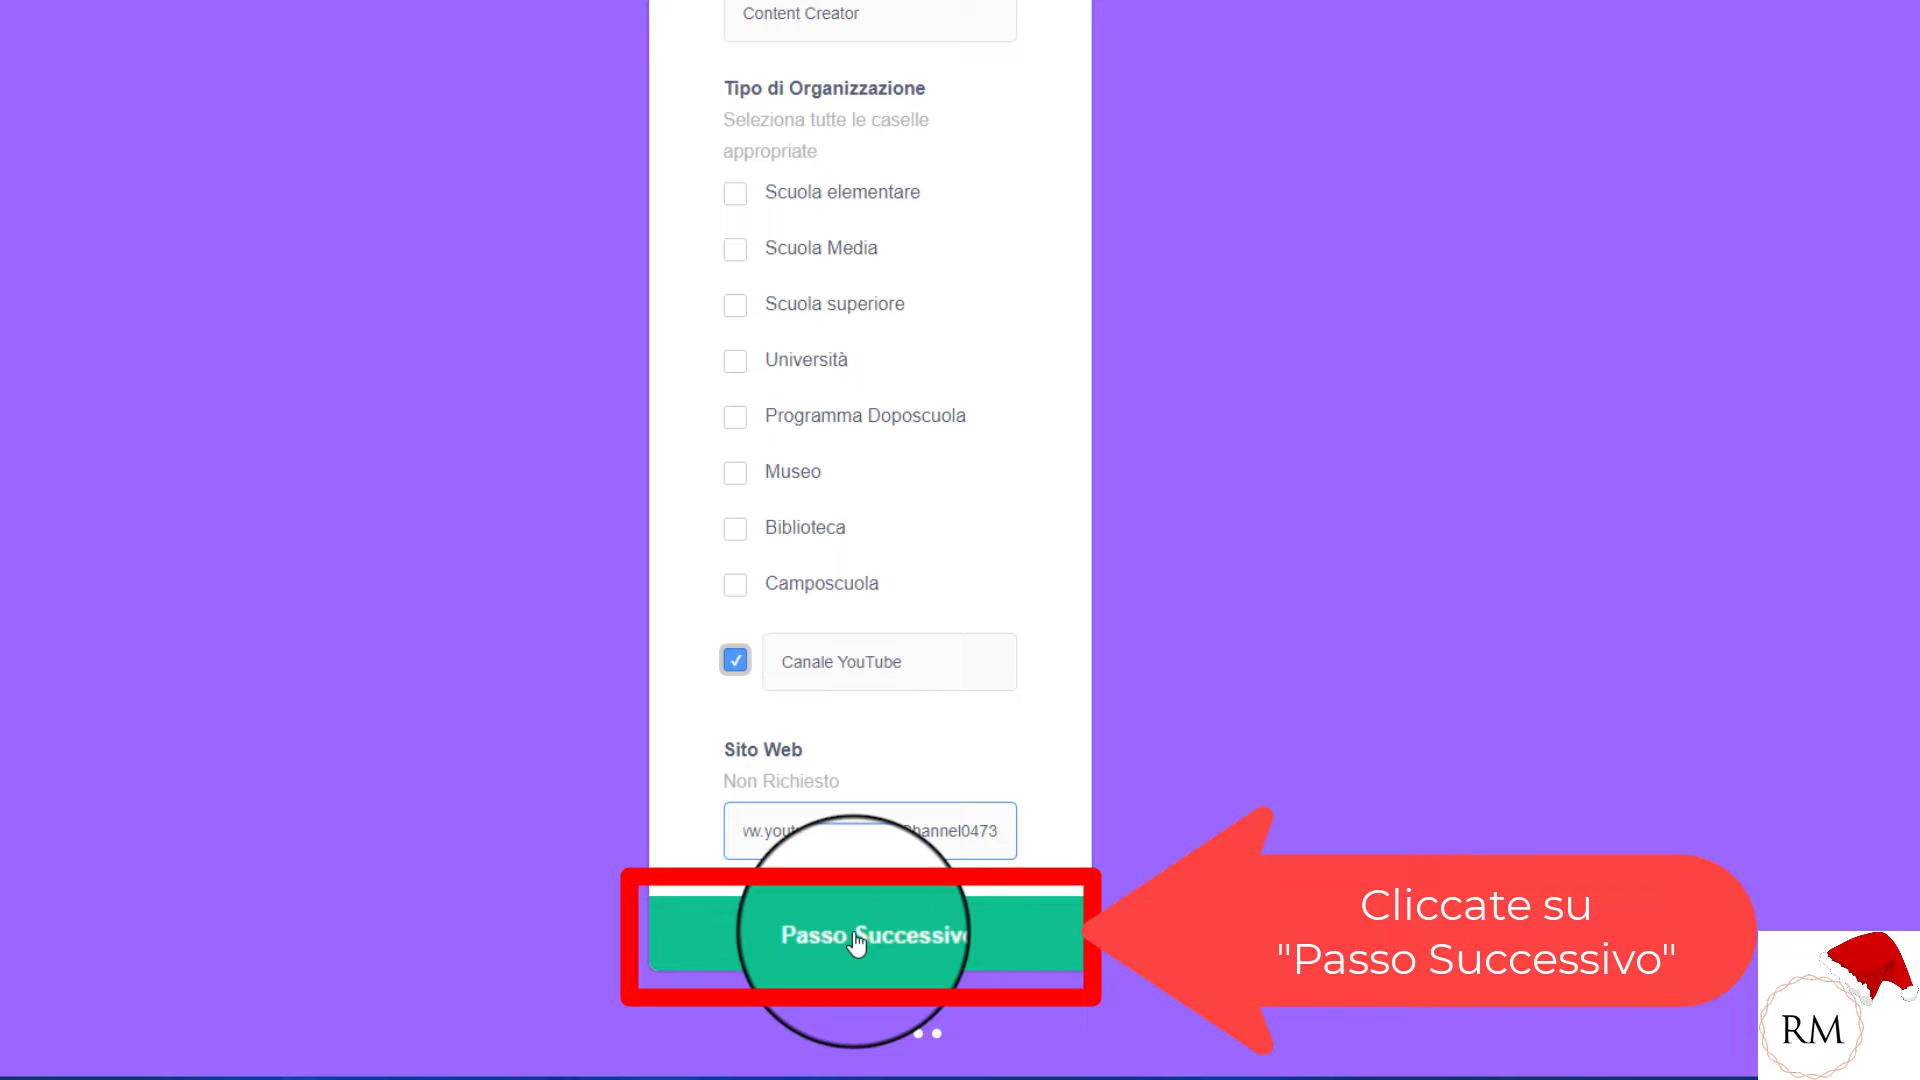 Content Creator
Tipo di Organizzazione
Seleziona tutte le caselle
appropriate
Scuola elementare
Scuola Media
Scuola superiore
Università
Programma Doposcuola
Museo
Biblioteca
Camposcuola
Canale YouTube
Sito Web
Non Richiesto
Passo Successivo
Cliccate su
"Passo Successivo"
RM